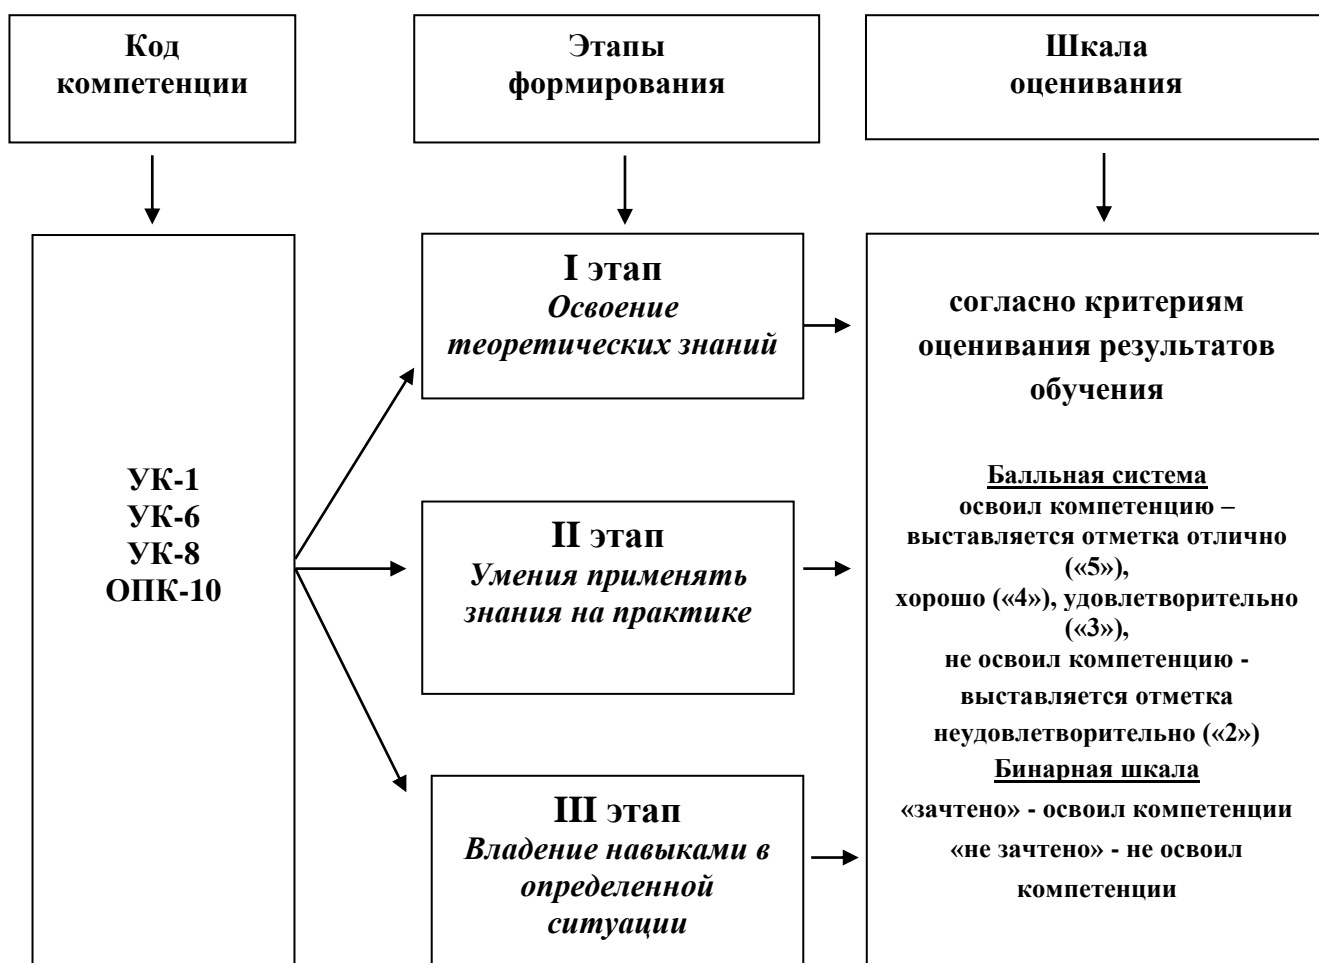 Код
компетенции
Этапы
формирования
Шкала
оценивания
УК-1
УК-6
УК-8
ОПК-10
I этап
Освоение
теоретических знаний
II этап
Умения применять
знания на практике
III этап
Владение навыками в
определенной
ситуации
согласно критериям
оценивания результатов
обучения
Балльная система
освоил компетенцию –
выставляется отметка отлично
(«5»),
хорошо («4»), удовлетворительно
(«3»),
не освоил компетенцию -
выставляется отметка
неудовлетворительно («2»)
Бинарная шкала
«зачтено» - освоил компетенции
«не зачтено» - не освоил
компетенции